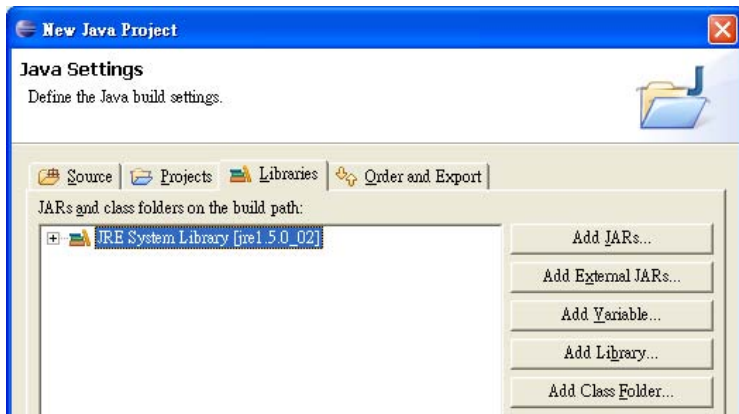 New Java Project
Java Settings
Define the Java build settings.
Source Projects Libraries Order and Export
JARs and class folders on the build path:
JRE System Library [jre1.5.0_02]
Add JARs...
Add External JARs...
Add Variable...
Add Library...
Add Class Folder...